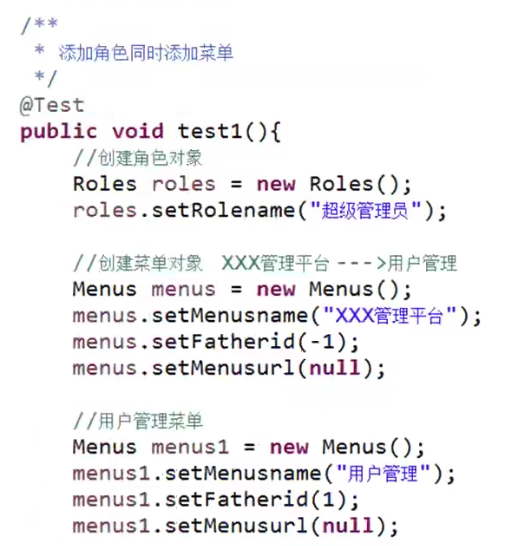 /**
 * 添加角色同时添加菜单
 */
@Test
public void test1(){
    //创建角色对象
    Roles roles = new Roles();
    roles.setRolename("超级管理员");
    //创建菜单对象   XXX管理平台 --->用户管理
    Menus menus = new Menus();
    menus.setMenusname("XXX管理平台");
    menus.setFatherid(-1);
    menus.setMenusurl(null);
    //用户管理菜单
    Menus menus1 = new Menus();
    menus1.setMenusname("用户管理");
    menus1.setFatherid(1);
    menus1.setMenusurl(null);